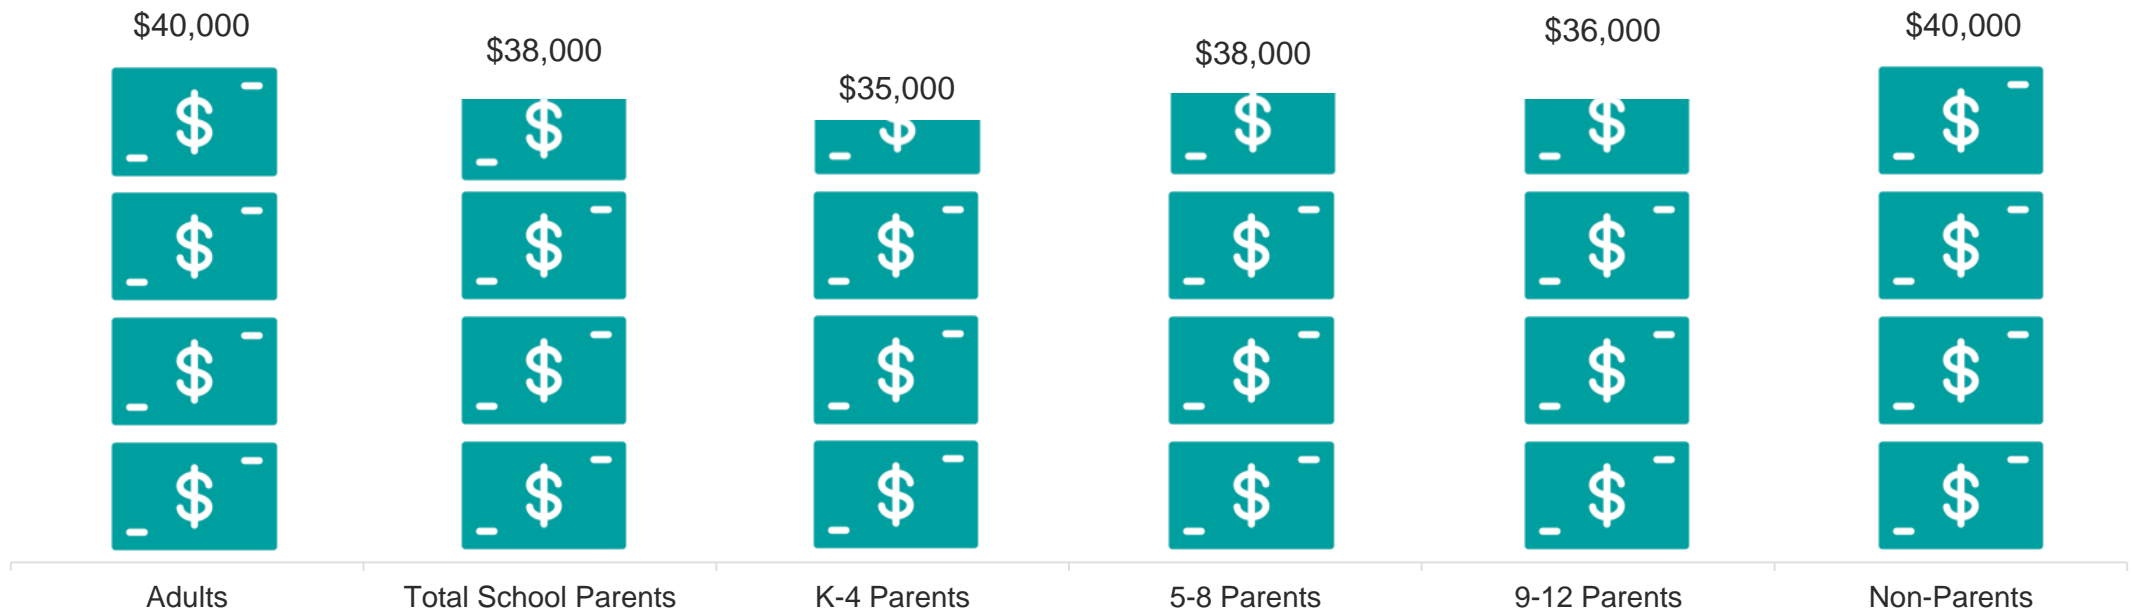 $40,000
$38,000
$35,000
$38,000
$36,000
$40,000
Adults
Total School Parents
K-4 Parents
5-8 Parents
9-12 Parents
Non-Parents